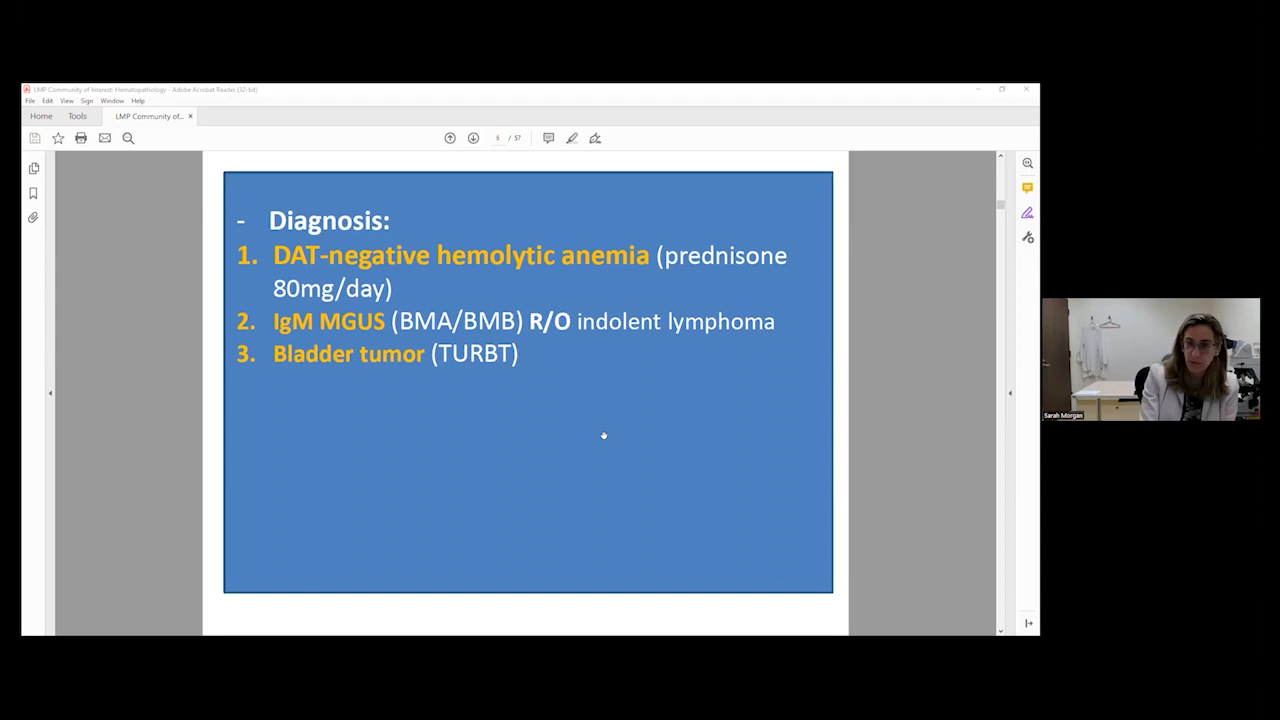 LMP Community of Interest: Hematopathology - Adobe Acrobat Reader (32-bit)
File Edit View Sign Window Help
Home Tools LMP Community of... ×
6 / 57
- Diagnosis:
1. DAT-negative hemolytic anemia (prednisone
80mg/day)
2. IgM MGUS (BMA/BMB) R/O indolent lymphoma
3. Bladder tumor (TURBT)
Sarah Morgan